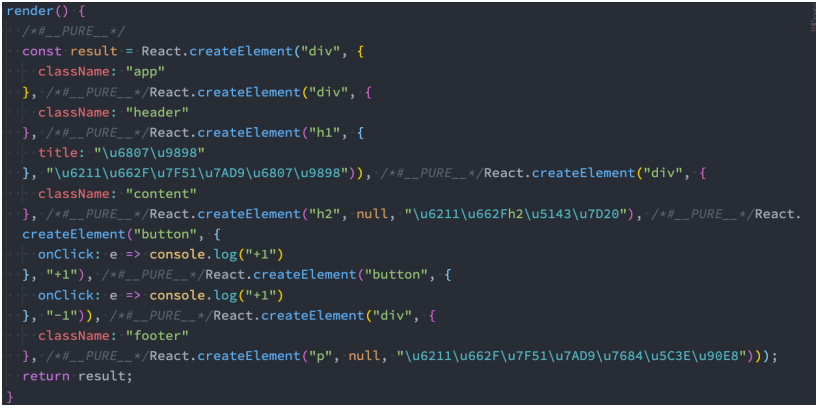 render() {
/*#__PURE__*/
const result = React.createElement("div", {
className: "app"
}, /*#__PURE__*/React.createElement("div", {
className: "header"
}, /*#__PURE__*/React.createElement("h1", {
title: "\u6807\u9898"
}, "\u6211\u662F\u7F51\u7AD9\u6807\u9898")), /*#__PURE__*/React.createElement("div", {
className: "content"
}, /*#__PURE__*/React.createElement("h2", null, "\u6211\u662Fh2\u5143\u7D20"), /*#__PURE__*/React.
createElement("button", {
onClick: e => console.log("+1")
}, "+1"), /*#__PURE__*/React.createElement("button", {
onClick: e => console.log("+1")
}, "-1")), /*#__PURE__*/React.createElement("div", {
className: "footer"
}, /*#__PURE__*/React.createElement("p", null, "\u6211\u662F\u7F51\u7AD9\u7684\u5C3E\u90E8")));
return result;
}